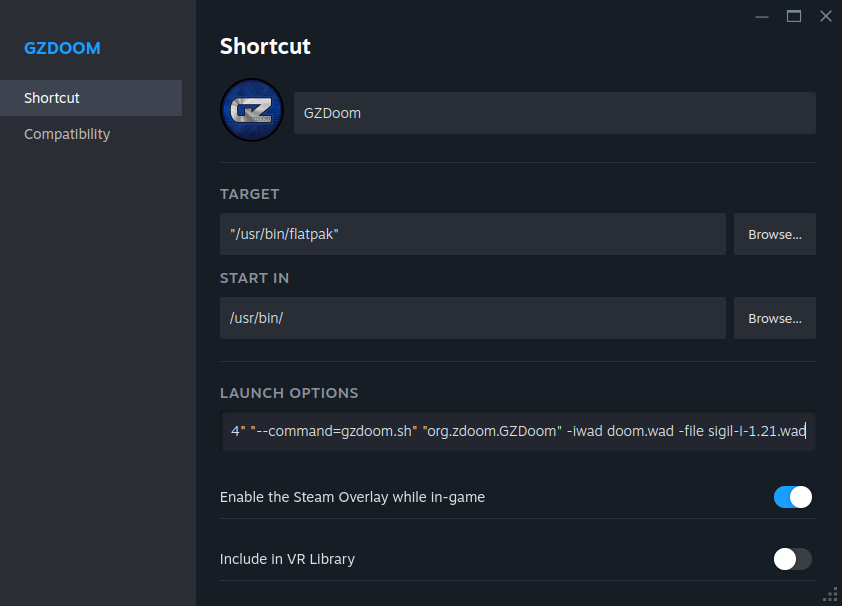 GZDOOM
Shortcut
Compatibility
Shortcut
GZ
GZDoom
TARGET
"/usr/bin/flatpak"
Browse...
START IN
/usr/bin/
Browse...
LAUNCH OPTIONS
4" "--command=gzdoom.sh" "org.zdoom.GZDoom" -iwad doom.wad -file sigil-i-1.21.wad
Enable the Steam Overlay while in-game
Include in VR Library